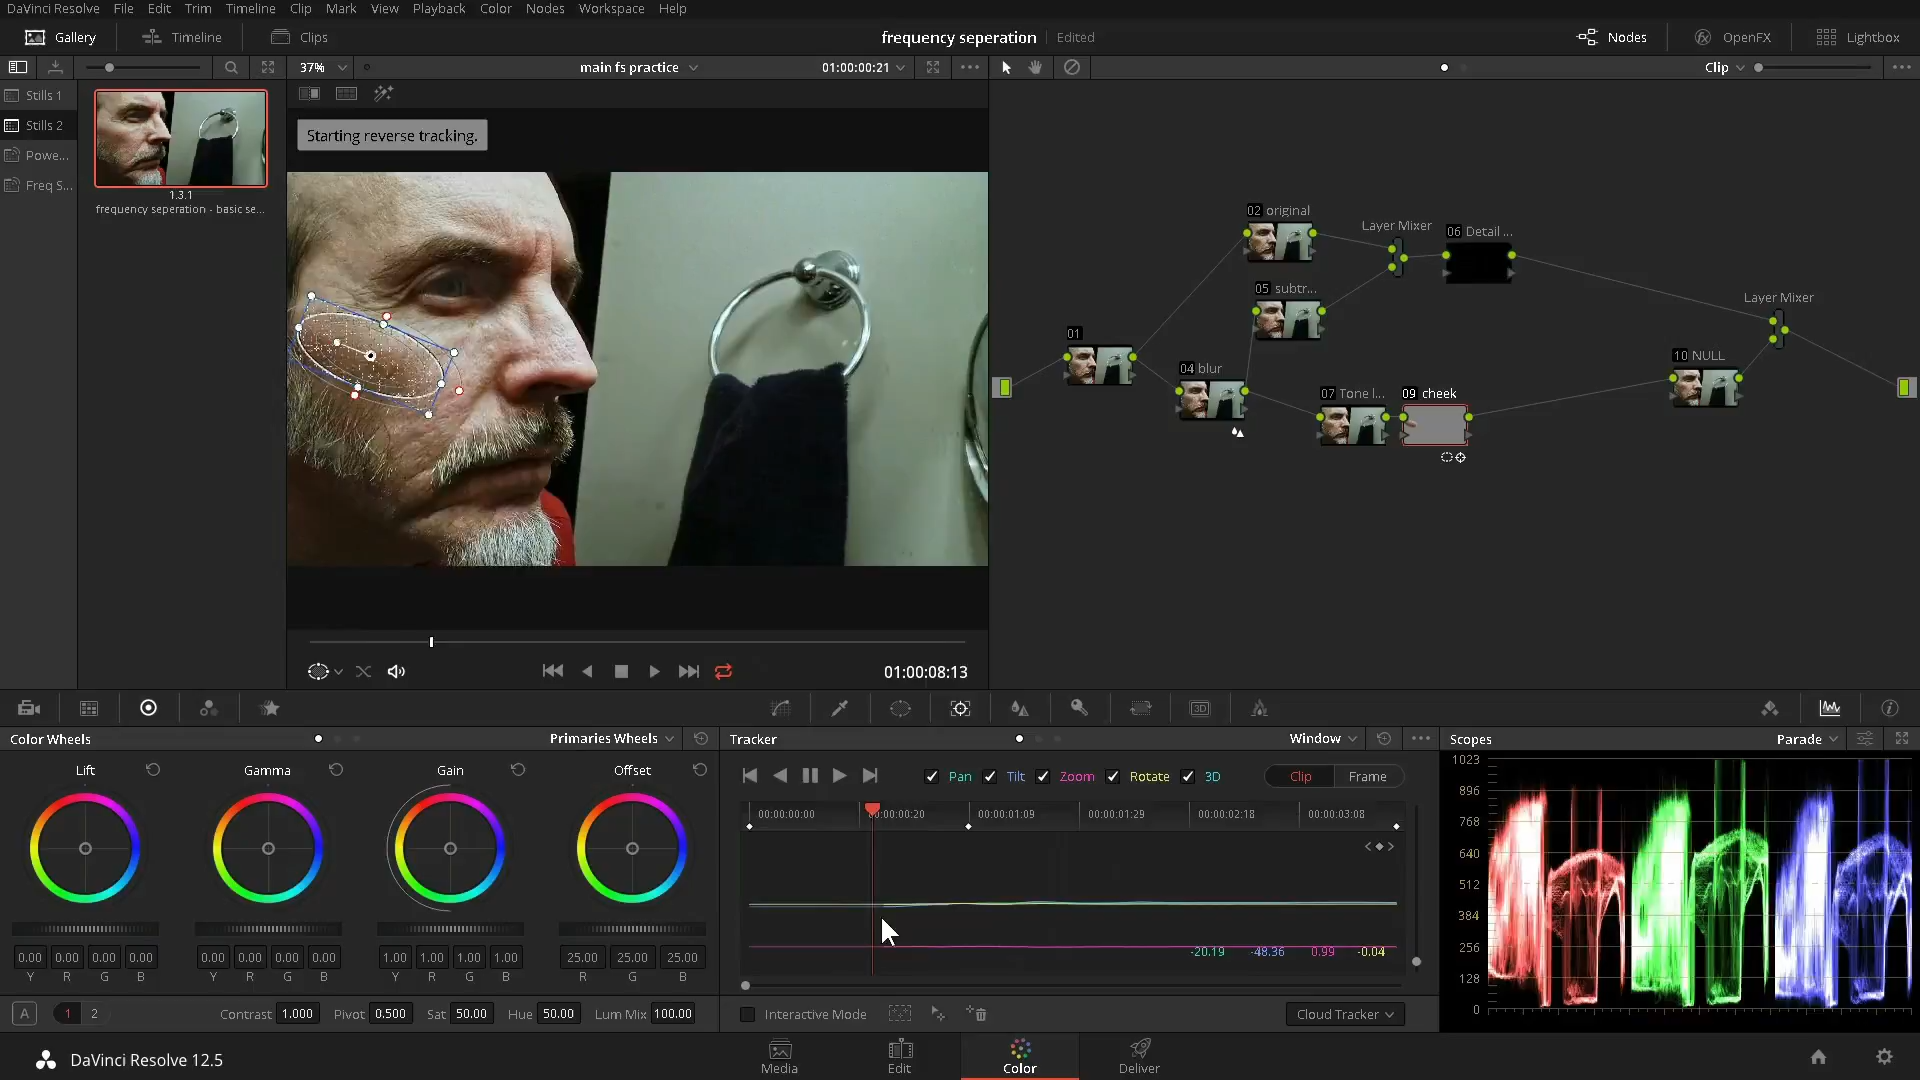 DaVinci Resolve File Edit Trim Timeline Clip Mark View Playback Color Nodes Workspace Help
Gallery Timeline Clips frequency seperation Edited Nodes OpenFX Lightbox
37% main fs practice 01:00:00:21 Clip
Stills 1
Stills 2
Powe...
Freq S...
1.3.1
frequency seperation - basic se...
Starting reverse tracking.
02 original
Layer Mixer
06 Detail ...
05 subtr...
Layer Mixer
01
10 NULL
04 blur
07 Tone l...
09 cheek
01:00:08:13
3D
Color Wheels Primaries Wheels Tracker Window Scopes Parade
Lift Gamma Gain Offset
Pan Tilt Zoom Rotate 3D Clip Frame
00:00:00:00 00:00:00:20 00:00:01:09 00:00:01:29 00:00:02:18 00:00:03:08
-20.19 -48.36 0.99 -0.04
0.00 0.00 0.00 0.00 0.00 0.00 0.00 0.00 1.00 1.00 1.00 1.00 25.00 25.00 25.00
Y R G B Y R G B Y R G B R G B
1023
896
768
640
512
384
256
128
0
A 1 2 Contrast 1.000 Pivot 0.500 Sat 50.00 Hue 50.00 Lum Mix 100.00 Interactive Mode Cloud Tracker
DaVinci Resolve 12.5 Media Edit Color Deliver